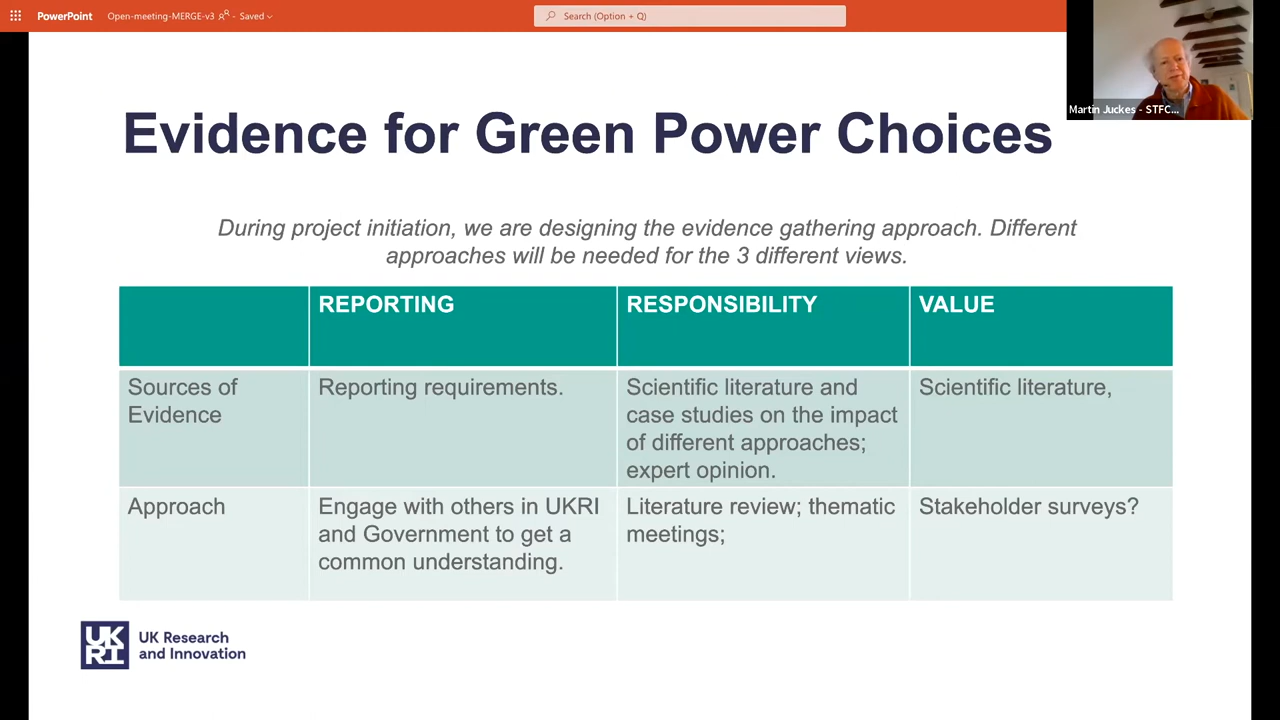 PowerPoint Open-meeting-MERGE-v3 - Saved Search (Option + Q)
Martin Juckes - STFC...
Evidence for Green Power Choices
During project initiation, we are designing the evidence gathering approach. Different
approaches will be needed for the 3 different views.
REPORTING RESPONSIBILITY VALUE
Sources of
Evidence
Reporting requirements.
Scientific literature and
case studies on the impact
of different approaches;
expert opinion.
Scientific literature,
Approach
Engage with others in UKRI
and Government to get a
common understanding.
Literature review; thematic
meetings;
Stakeholder surveys?
UK
RI
UK Research
and Innovation